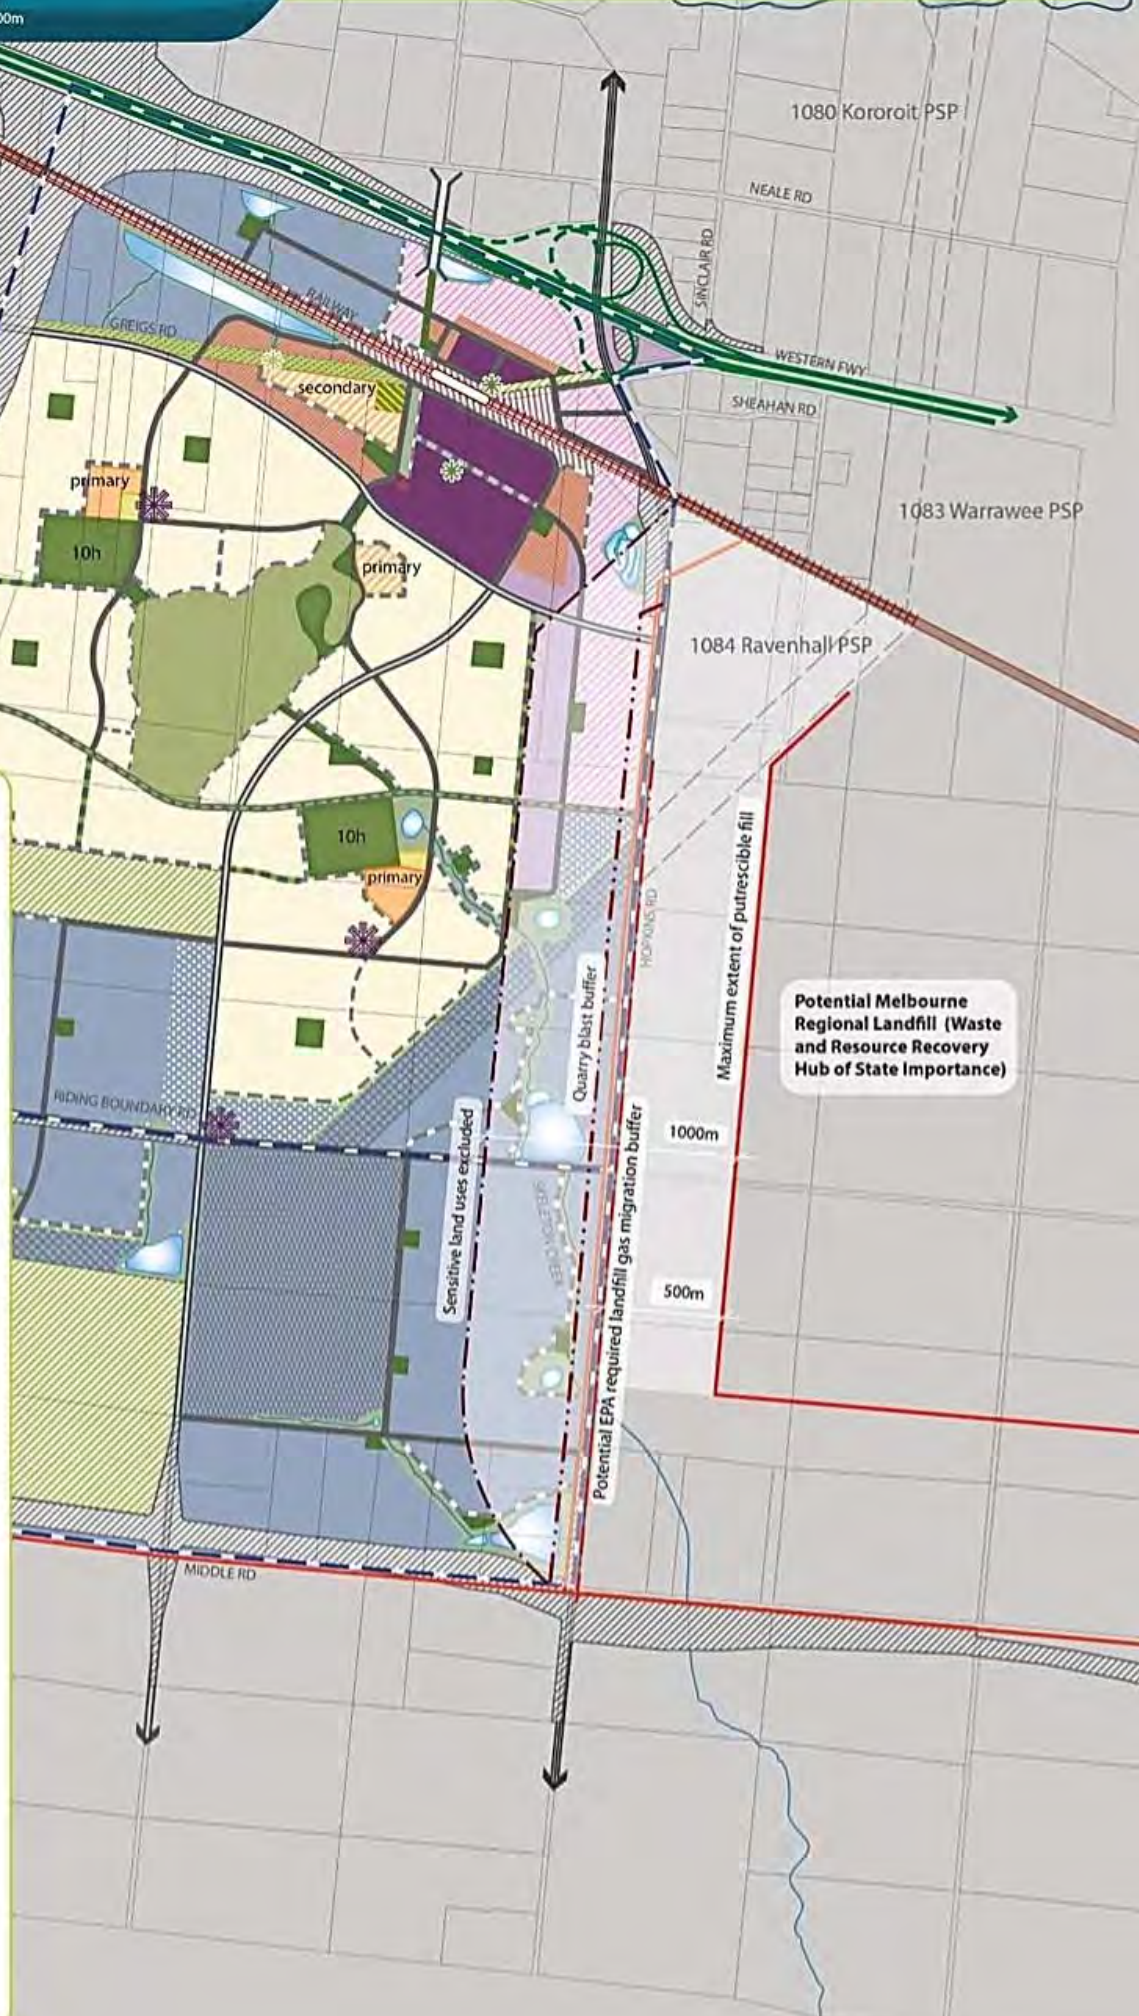 00m
1080 Kororoit PSP
NEALE RD
SINCLAIR RD
RAILWAY
GREIGS RD
WESTERN FWY
secondary
SHEAHAN RD
primary
1083 Warrawee PSP
10h
primary
1084 Ravenhall PSP
10h
primary
Maximum extent of putrescible fill
HOPKINS RD
Quarry blast buffer
Potential Melbourne
Regional Landfill (Waste
and Resource Recovery
Hub of State Importance)
RIDING BOUNDARY RD
1000m
Sensitive land uses excluded
SKELETON CREEK
Potential EPA required landfill gas migration buffer
500m
MIDDLE RD